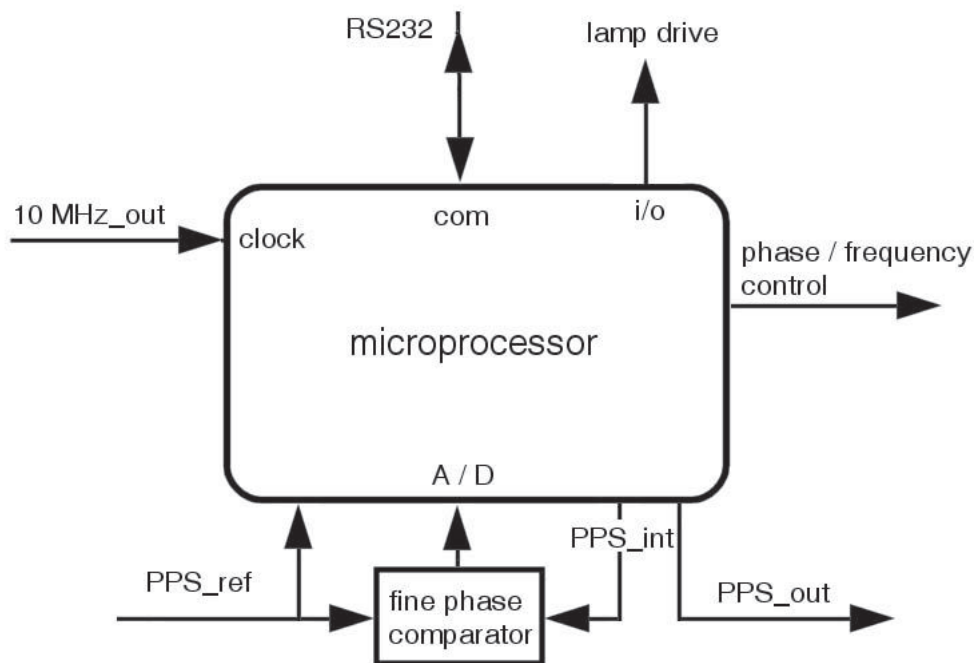 RS232
lamp drive
10 MHz_out
clock
com
i/o
phase / frequency
control
microprocessor
A / D
PPS_int
PPS_ref
fine phase
comparator
PPS_out